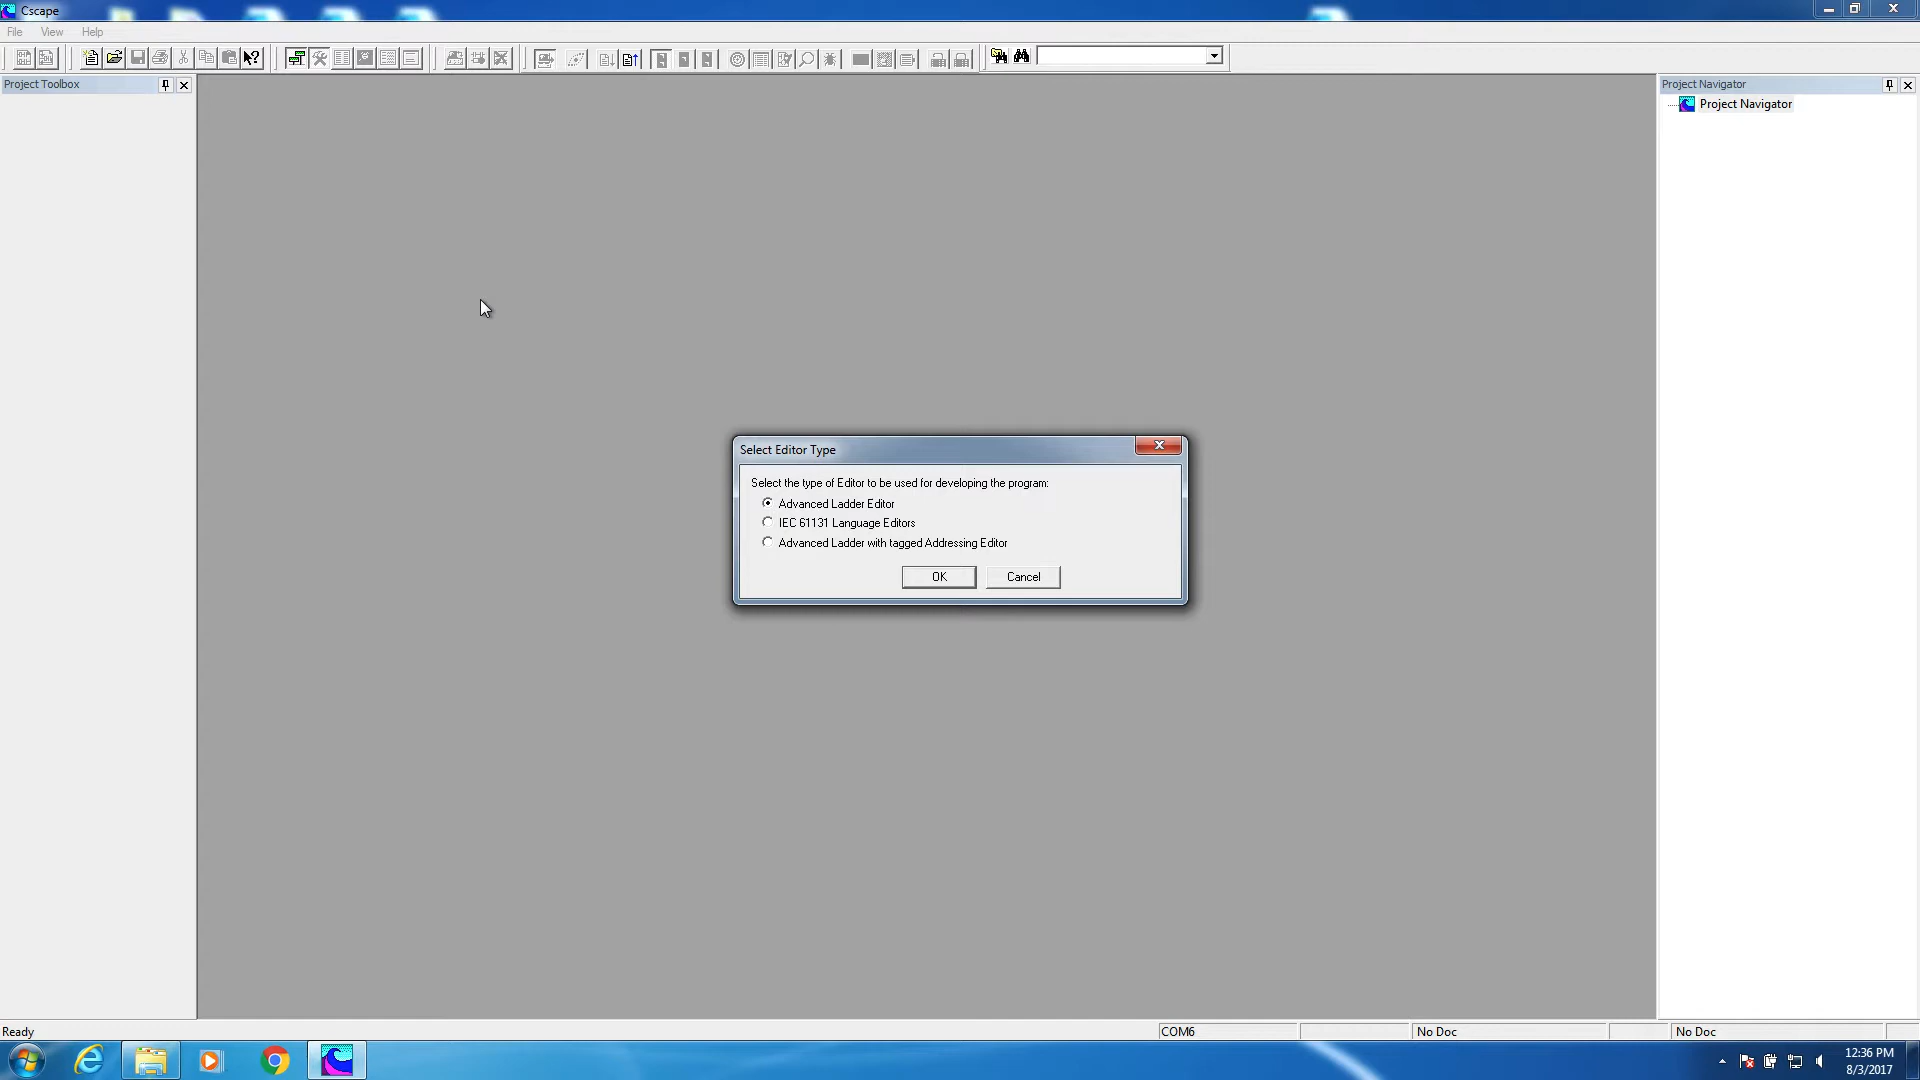 Cscape
File View Help
Project Toolbox
Project Navigator
Project Navigator
Select Editor Type
Select the type of Editor to be used for developing the program:
Advanced Ladder Editor
IEC 61131 Language Editors
Advanced Ladder with tagged Addressing Editor
OK Cancel
Ready COM6 No Doc No Doc
12:36 PM
8/3/2017